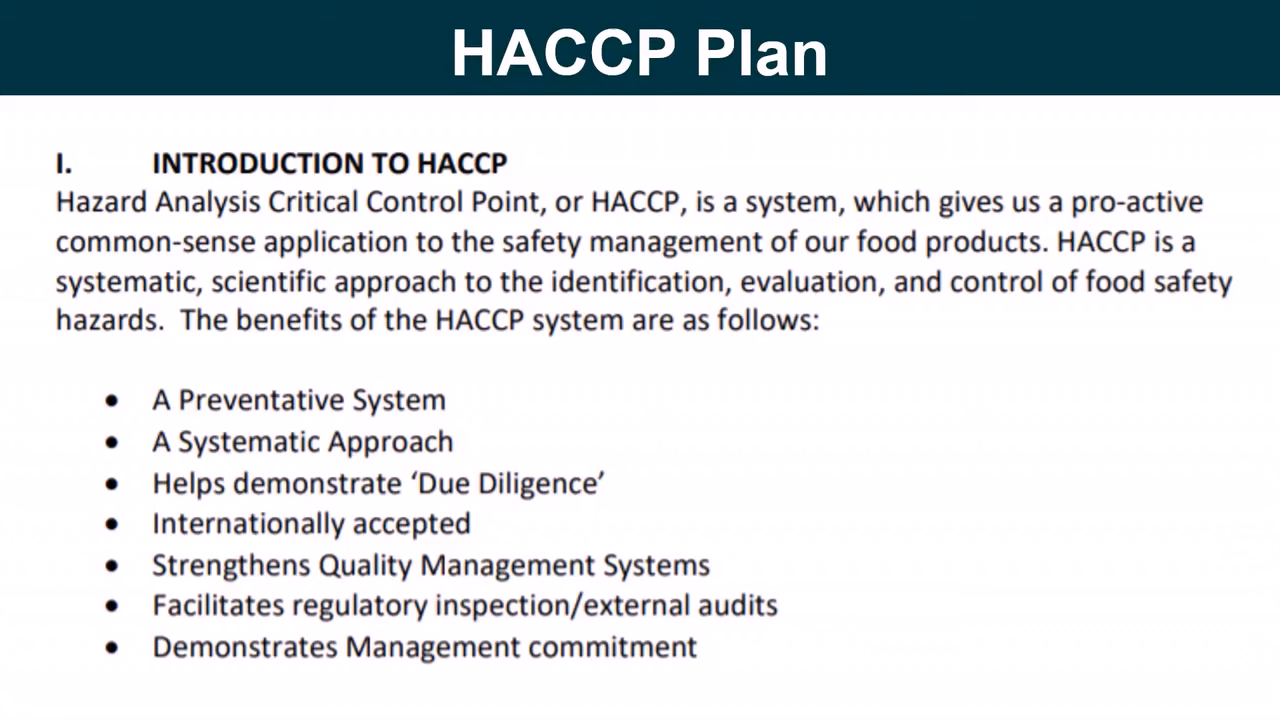 HACCP Plan
I. INTRODUCTION TO HACCP
Hazard Analysis Critical Control Point, or HACCP, is a system, which gives us a pro-active
common-sense application to the safety management of our food products. HACCP is a
systematic, scientific approach to the identification, evaluation, and control of food safety
hazards.  The benefits of the HACCP system are as follows:
• A Preventative System
• A Systematic Approach
• Helps demonstrate ‘Due Diligence’
• Internationally accepted
• Strengthens Quality Management Systems
• Facilitates regulatory inspection/external audits
• Demonstrates Management commitment